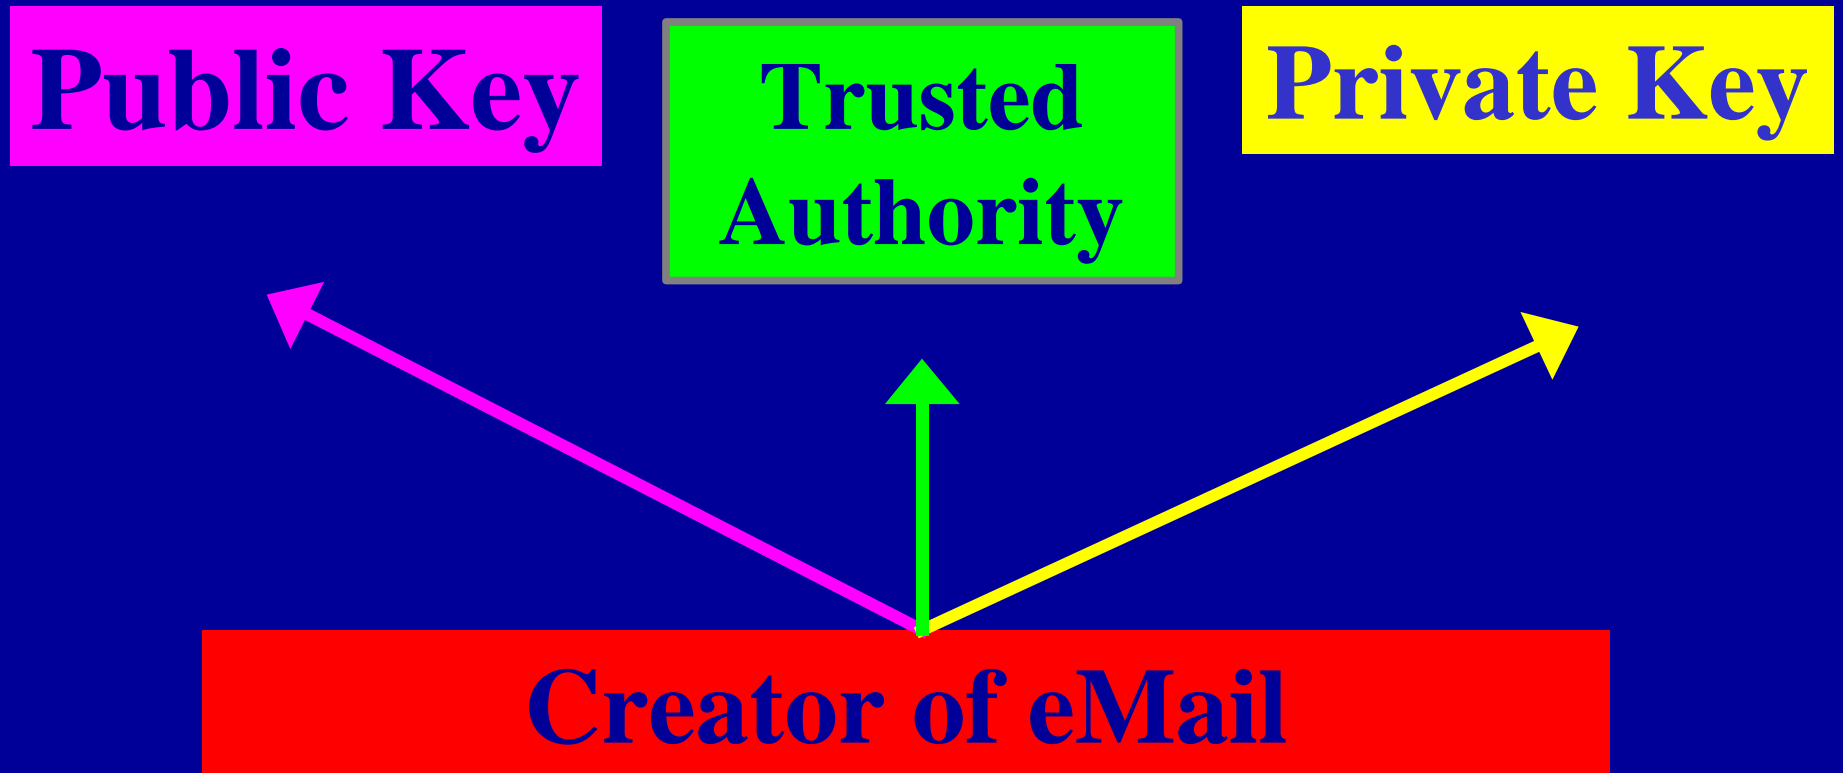 Public Key
Trusted
Authority
Private Key
Creator of eMail